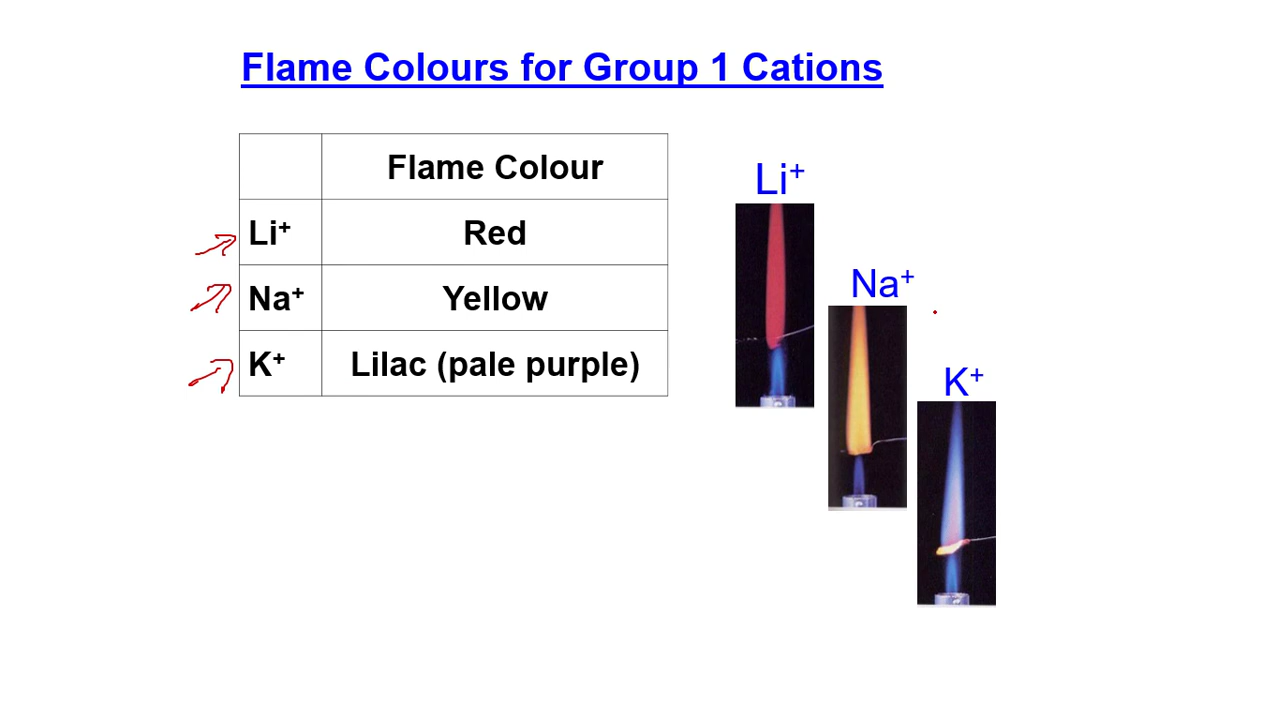 Flame Colours for Group 1 Cations
Flame Colour
Li⁺ Red
Na⁺ Yellow
K⁺ Lilac (pale purple)
Li⁺
Na⁺
K⁺